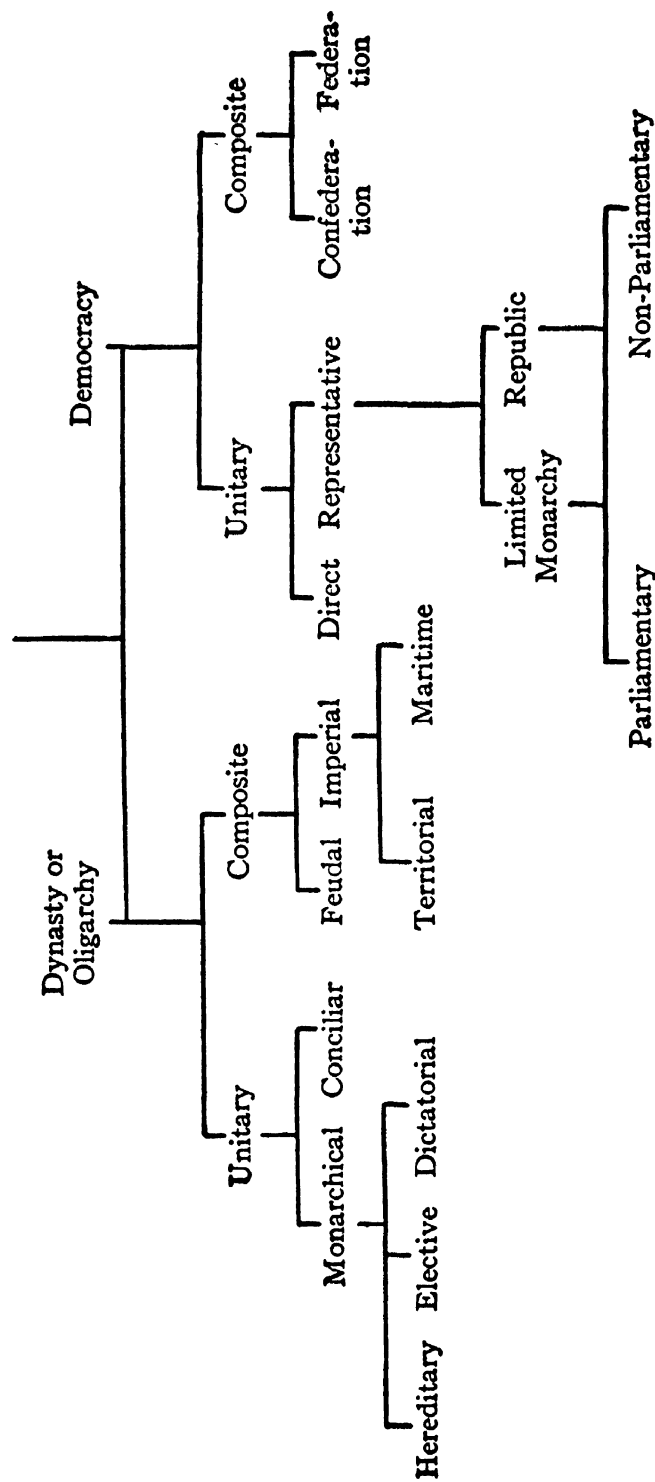 Dynasty or
Oligarchy
Democracy
Unitary
Composite
Unitary
Composite
Monarchical Conciliar
Feudal Imperial
Direct Representative
Confedera-
tion
Federa-
tion
Hereditary Elective Dictatorial
Territorial Maritime
Limited
Monarchy
Republic
Parliamentary Non-Parliamentary